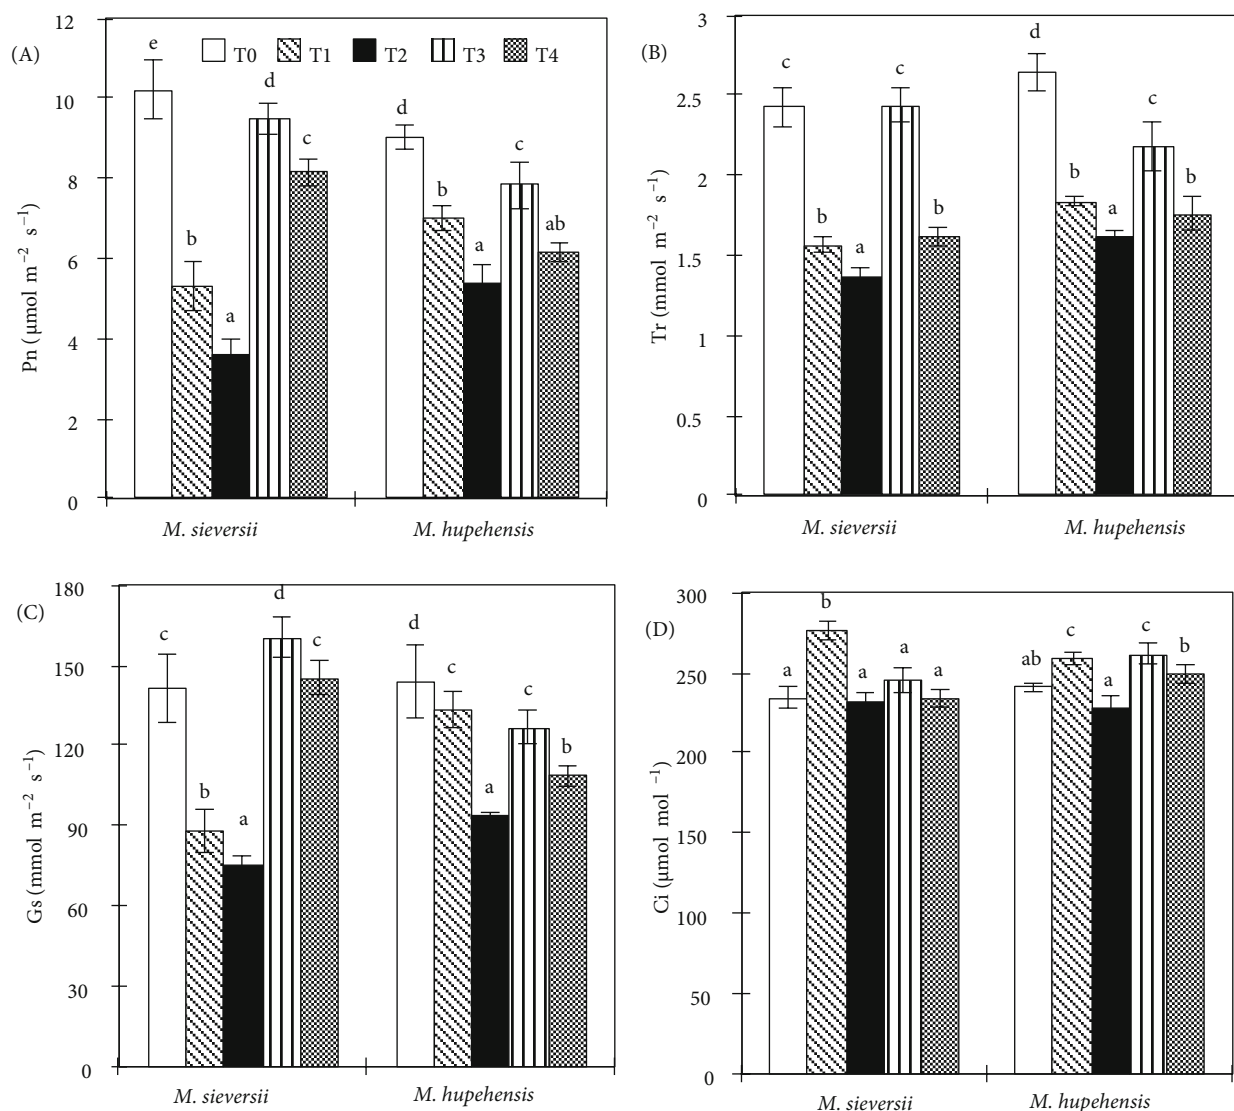 (A)
12
10
8
6
4
2
0
Pn (µmol m⁻² s⁻¹)
T0 T1 T2 T3 T4
e b a d c
d b a c ab
M. sieversii M. hupehensis
(B)
3
2.5
2
1.5
1
0.5
0
Tr (mmol m⁻² s⁻¹)
c b a c b
d b a c b
M. sieversii M. hupehensis
(C)
180
150
120
90
60
30
0
Gs (mmol m⁻² s⁻¹)
c b a d c
d c a c b
M. sieversii M. hupehensis
(D)
300
250
200
150
100
50
0
Ci (µmol mol⁻¹)
a b a a a
ab c a c b
M. sieversii M. hupehensis